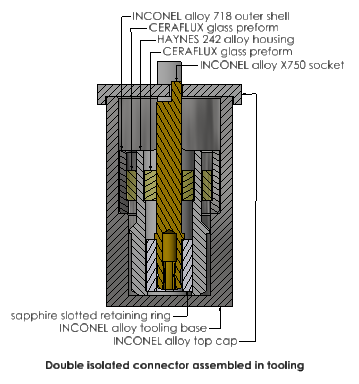 INCONEL alloy 718 outer shell
CERAFLUX glass preform
HAYNES 242 alloy housing
CERAFLUX glass preform
INCONEL alloy X750 socket
sapphire slotted retaining ring
INCONEL alloy tooling base
INCONEL alloy top cap
Double isolated connector assembled in tooling